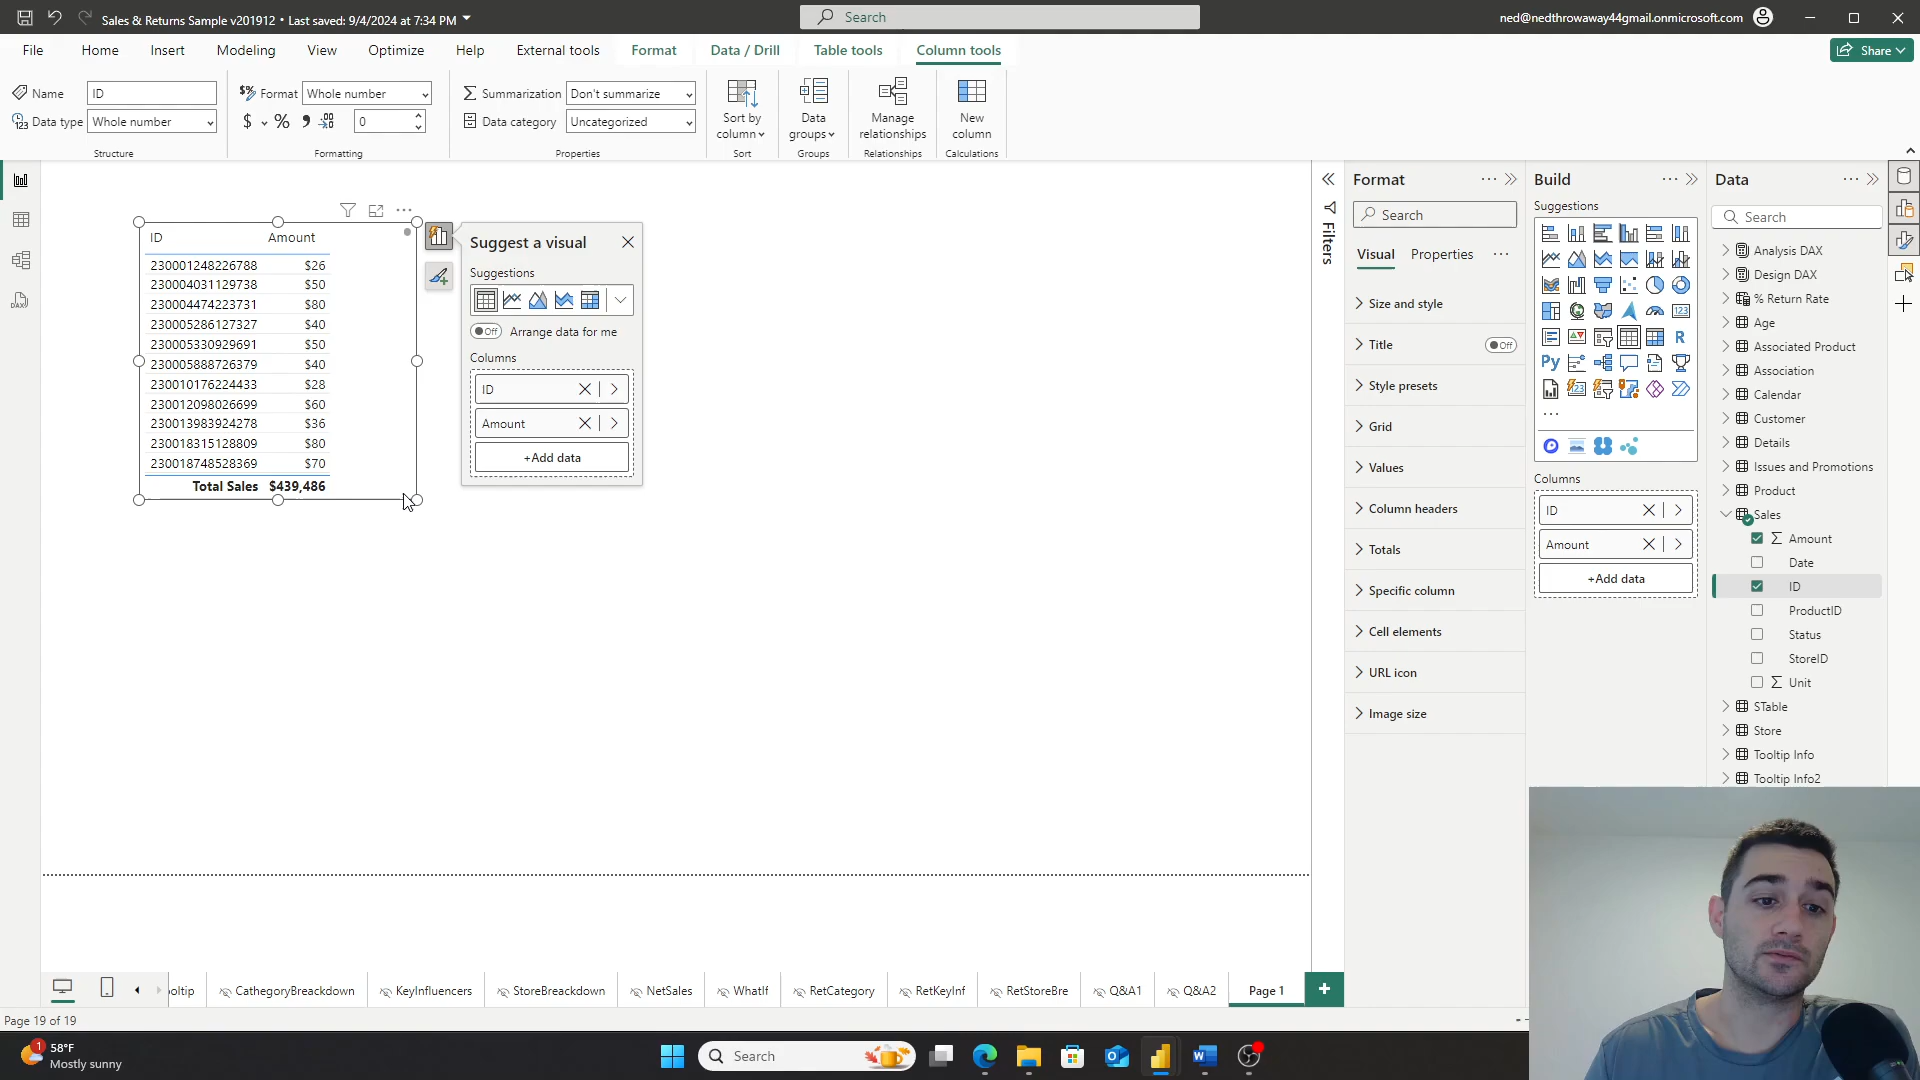 Sales & Returns Sample v201912 • Last saved: 9/4/2024 at 7:34 PM
Search
ned@nedthrowaway44gmail.onmicrosoft.com
File Home Insert Modeling View Optimize Help External tools Format Data / Drill Table tools Column tools
Share
Name ID
Data type Whole number
Structure
Format Whole number
$ % 9 .00 0
Formatting
Summarization Don't summarize
Data category Uncategorized
Properties
Sort by
column
Sort
Data
groups
Groups
Manage
relationships
Relationships
New
column
Calculations
ID Amount
230001248226788 $26
230004031129738 $50
230004474223731 $80
230005286127327 $40
230005330929691 $50
230005888726379 $40
230010176224433 $28
230012098026699 $60
230013983924278 $36
230018315128809 $80
230018748528369 $70
Total Sales $439,486
Suggest a visual
Suggestions
Off Arrange data for me
Columns
ID
Amount
+Add data
Filters
Format
Search
Visual Properties
Size and style
Title Off
Style presets
Grid
Values
Column headers
Totals
Specific column
Cell elements
URL icon
Image size
Build
Suggestions
R
Py
123
Columns
ID
Amount
+Add data
Data
Search
Analysis DAX
Design DAX
% Return Rate
Age
Associated Product
Association
Calendar
Customer
Details
Issues and Promotions
Product
Sales
Amount
Date
ID
ProductID
Status
StoreID
Unit
STable
Store
Tooltip Info
Tooltip Info2
ooltip CathegoryBreackdown KeyInfluencers StoreBreakdown NetSales WhatIf RetCategory RetKeyInf RetStoreBre Q&A1 Q&A2 Page 1
Page 19 of 19
1
58°F
Mostly sunny
Search